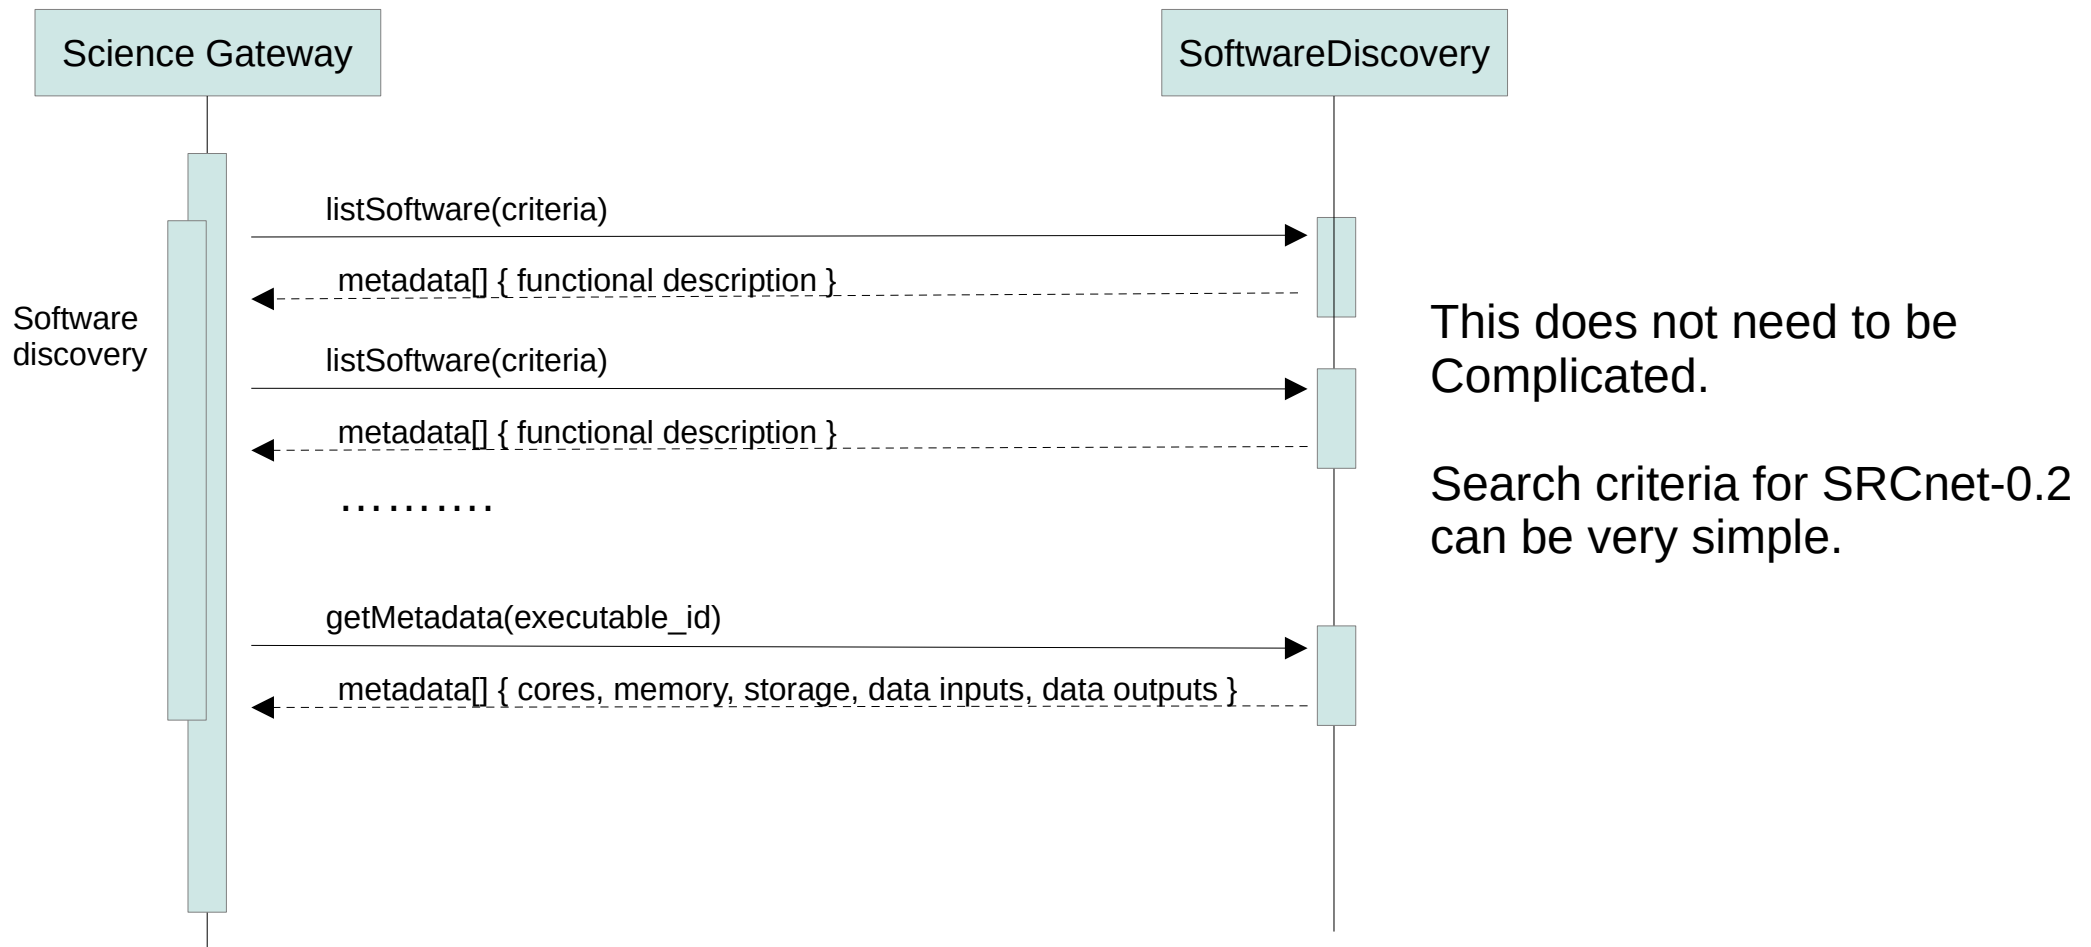 Science Gateway
SoftwareDiscovery
listSoftware(criteria)
metadata[] { functional description }
Software
discovery
listSoftware(criteria)
metadata[] { functional description }
……….
getMetadata(executable_id)
metadata[] { cores, memory, storage, data inputs, data outputs }
This does not need to be
Complicated.
Search criteria for SRCnet-0.2
can be very simple.